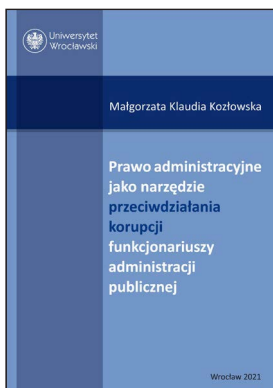 Uniwersytet
Wrocławski
Małgorzata Klaudia Kozłowska
Prawo administracyjne
jako narzędzie
przeciwdziałania
korupcji
funkcjonariuszy
administracji
publicznej
Wrocław 2021